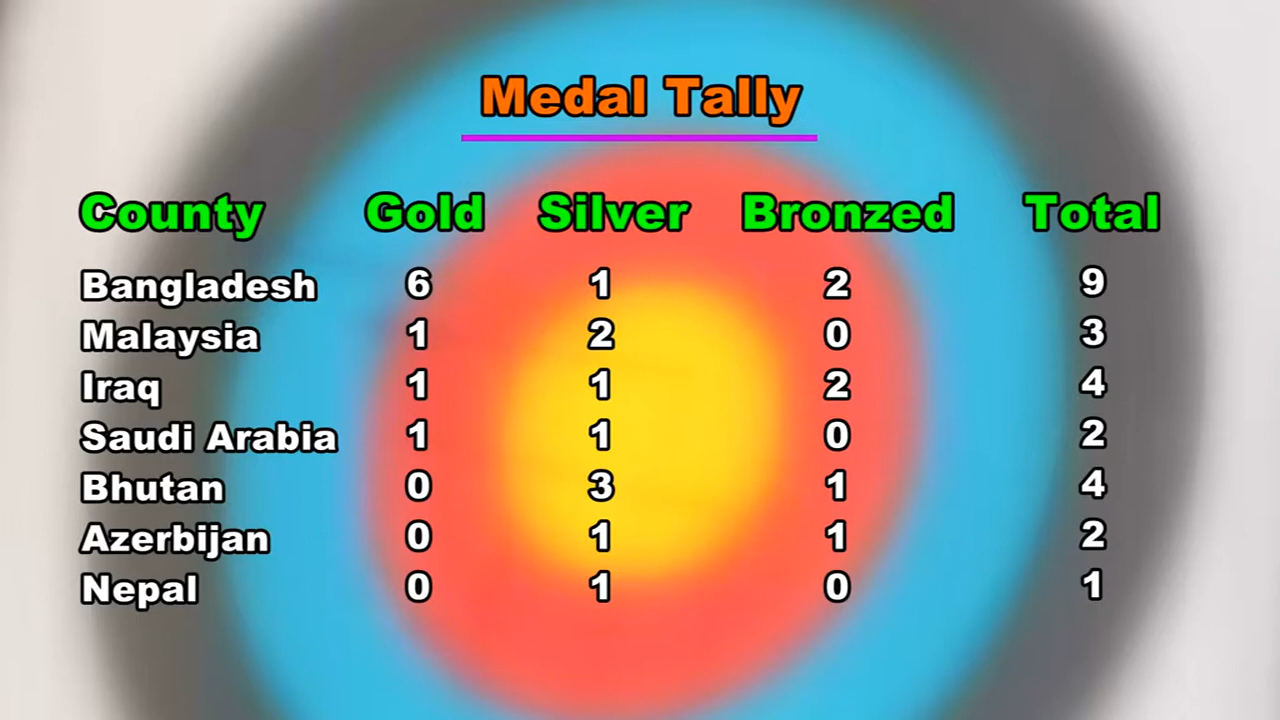 Medal Tally
County Gold Silver Bronzed Total
Bangladesh 6 1 2 9
Malaysia 1 2 0 3
Iraq 1 1 2 4
Saudi Arabia 1 1 0 2
Bhutan 0 3 1 4
Azerbijan 0 1 1 2
Nepal 0 1 0 1